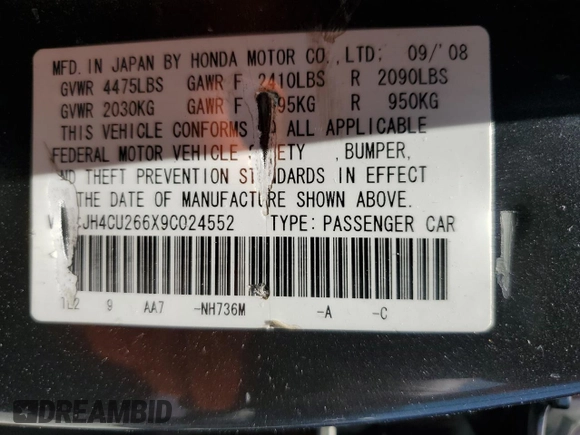 MFD. IN JAPAN BY HONDA MOTOR CO., LTD: 09/'08
GVWR 4475LBS GAWR F 2410LBS R 2090LBS
GVWR 2030KG GAWR F 95KG R 950KG
THIS VEHICLE CONFORMS TO ALL APPLICABLE
FEDERAL MOTOR VEHICLE , BUMPER,
THEFT PREVENTION STANDARDS IN EFFECT
THE DATE OF MANUFACTURE SHOWN ABOVE.
JH4CU266X9C024552 TYPE: PASSENGER CAR
9 AA7 -NH736M -A -C
DREAMBID